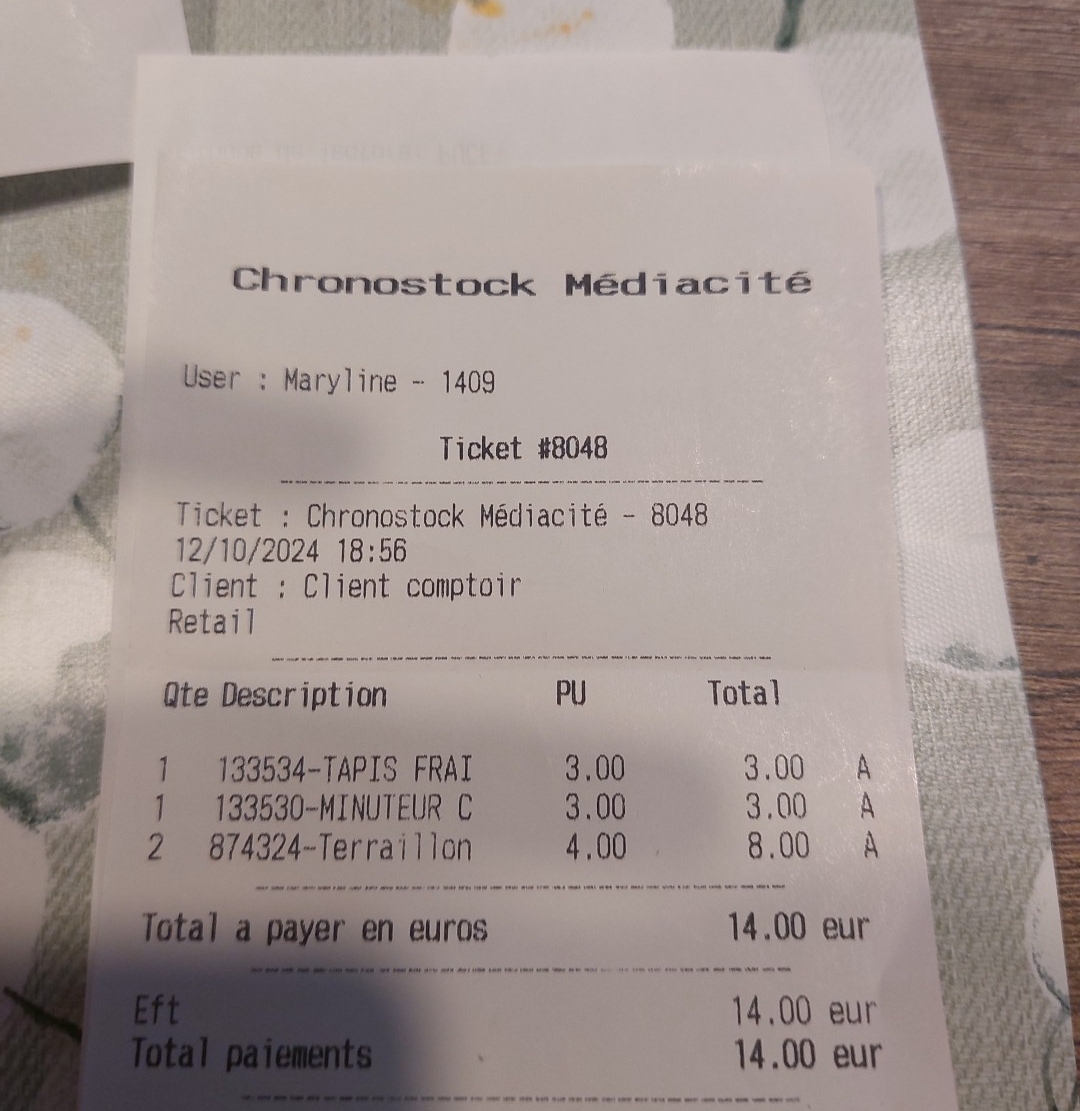 Chronostock Médiacité
User : Maryline - 1409
Ticket #8048
Ticket : Chronostock Médiacité - 8048
12/10/2024 18:56
Client : Client comptoir
Retail
Qte Description PU Total
1 133534-TAPIS FRAI 3.00 3.00 A
1 133530-MINUTEUR C 3.00 3.00 A
2 874324-Terraillon 4.00 8.00 A
Total a payer en euros 14.00 eur
Eft 14.00 eur
Total paiements 14.00 eur